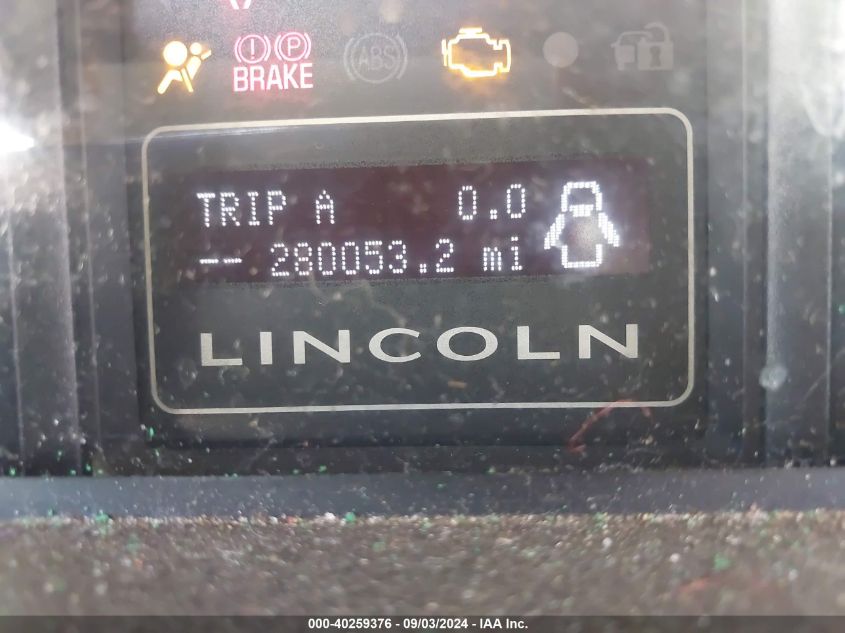 BRAKE
ABS
TRIP A 0.0
-- 280053.2 mi
LINCOLN
000-40259376 - 09/03/2024 - IAA Inc.